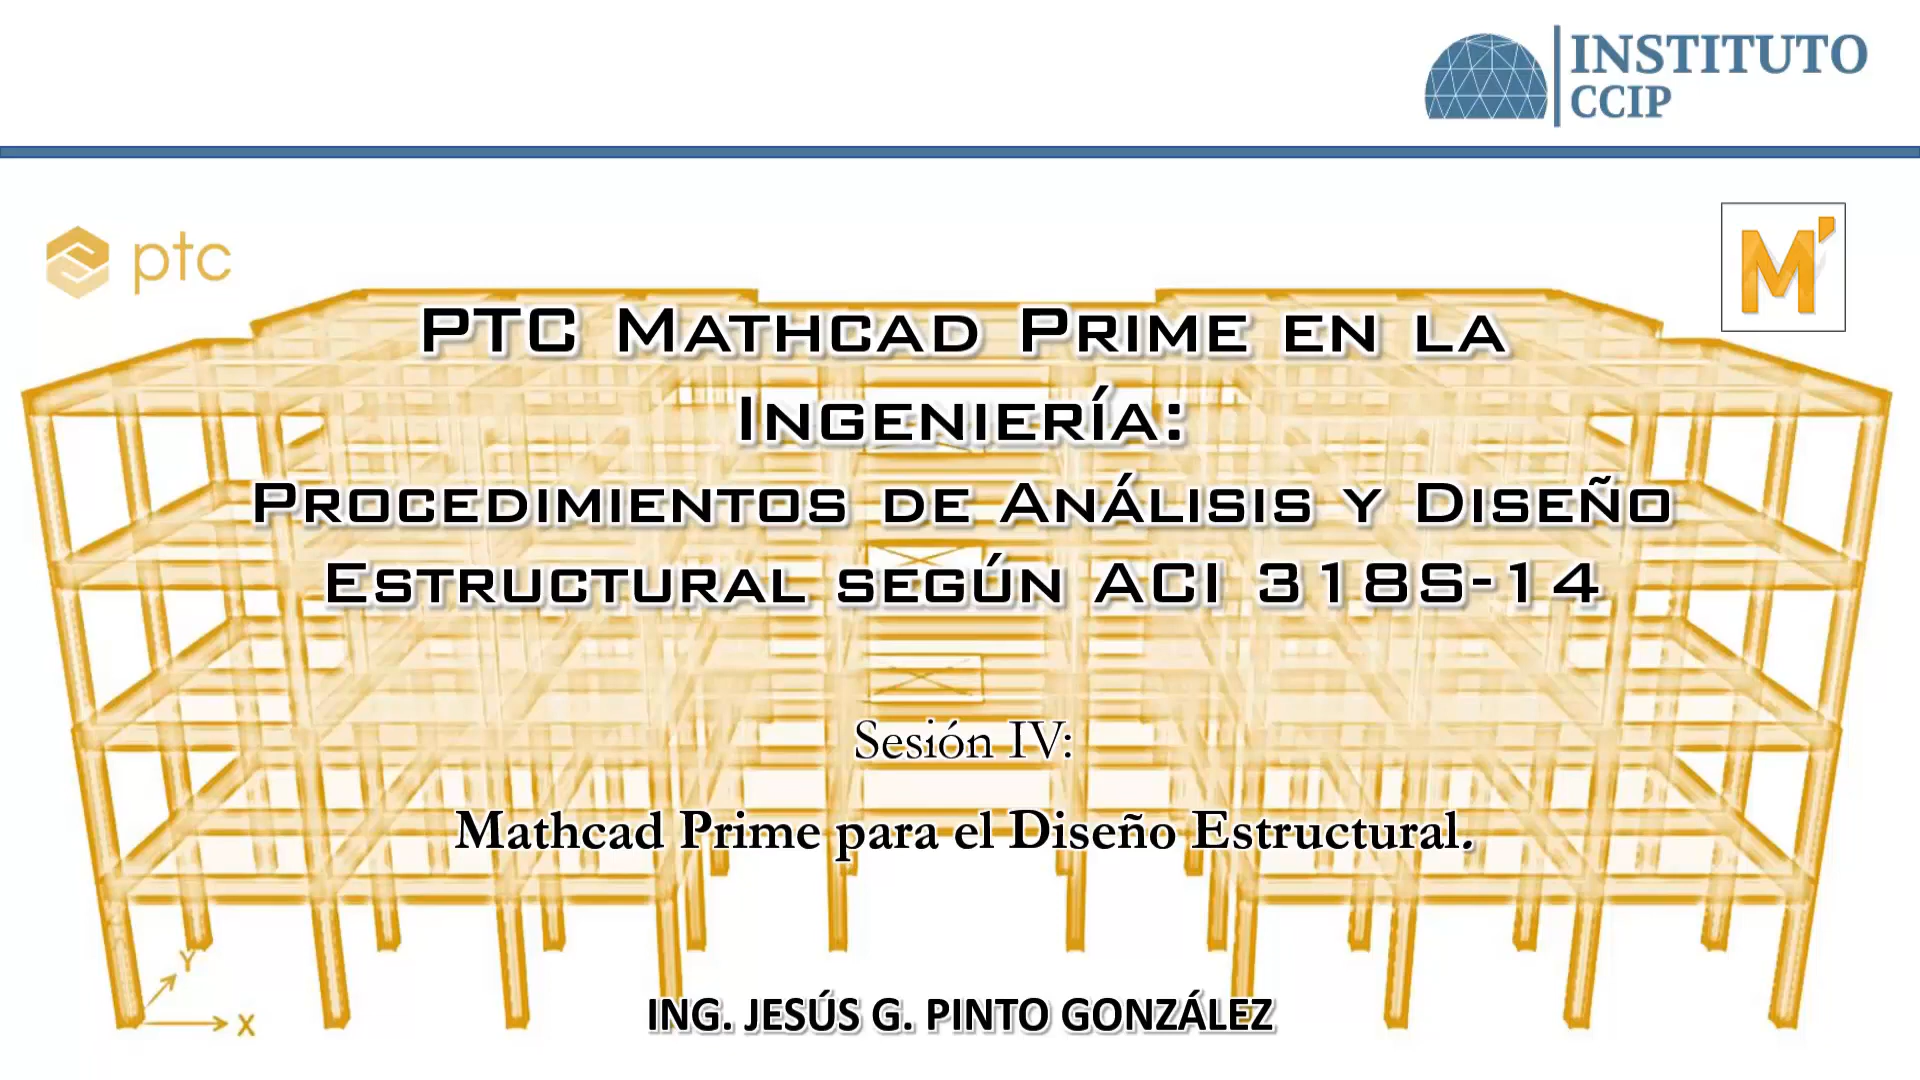 INSTITUTO
CCIP
ptc
M'
PTC Mathcad Prime en la
Ingeniería:
Procedimientos de Análisis y Diseño
Estructural según ACI 318S-14
Sesión IV:
Mathcad Prime para el Diseño Estructural.
Y
X
ING. JESÚS G. PINTO GONZÁLEZ